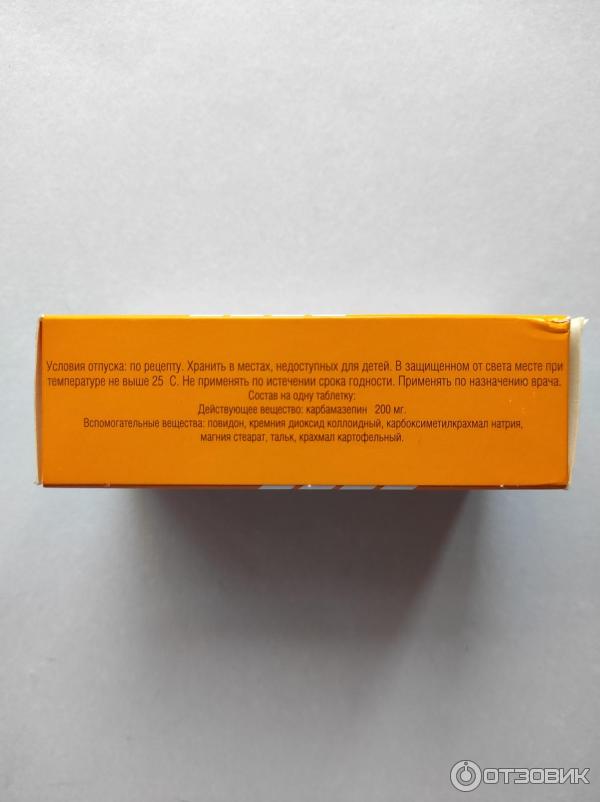 Условия отпуска: по рецепту. Хранить в местах, недоступных для детей. В защищенном от света месте при
температуре не выше 25 С. Не применять по истечении срока годности. Применять по назначению врача.
Состав на одну таблетку:
Действующее вещество: карбамазепин 200 мг.
Вспомогательные вещества: повидон, кремния диоксид коллоидный, карбоксиметилкрахмал натрия,
магния стеарат, тальк, крахмал картофельный.
ОТЗОВИК